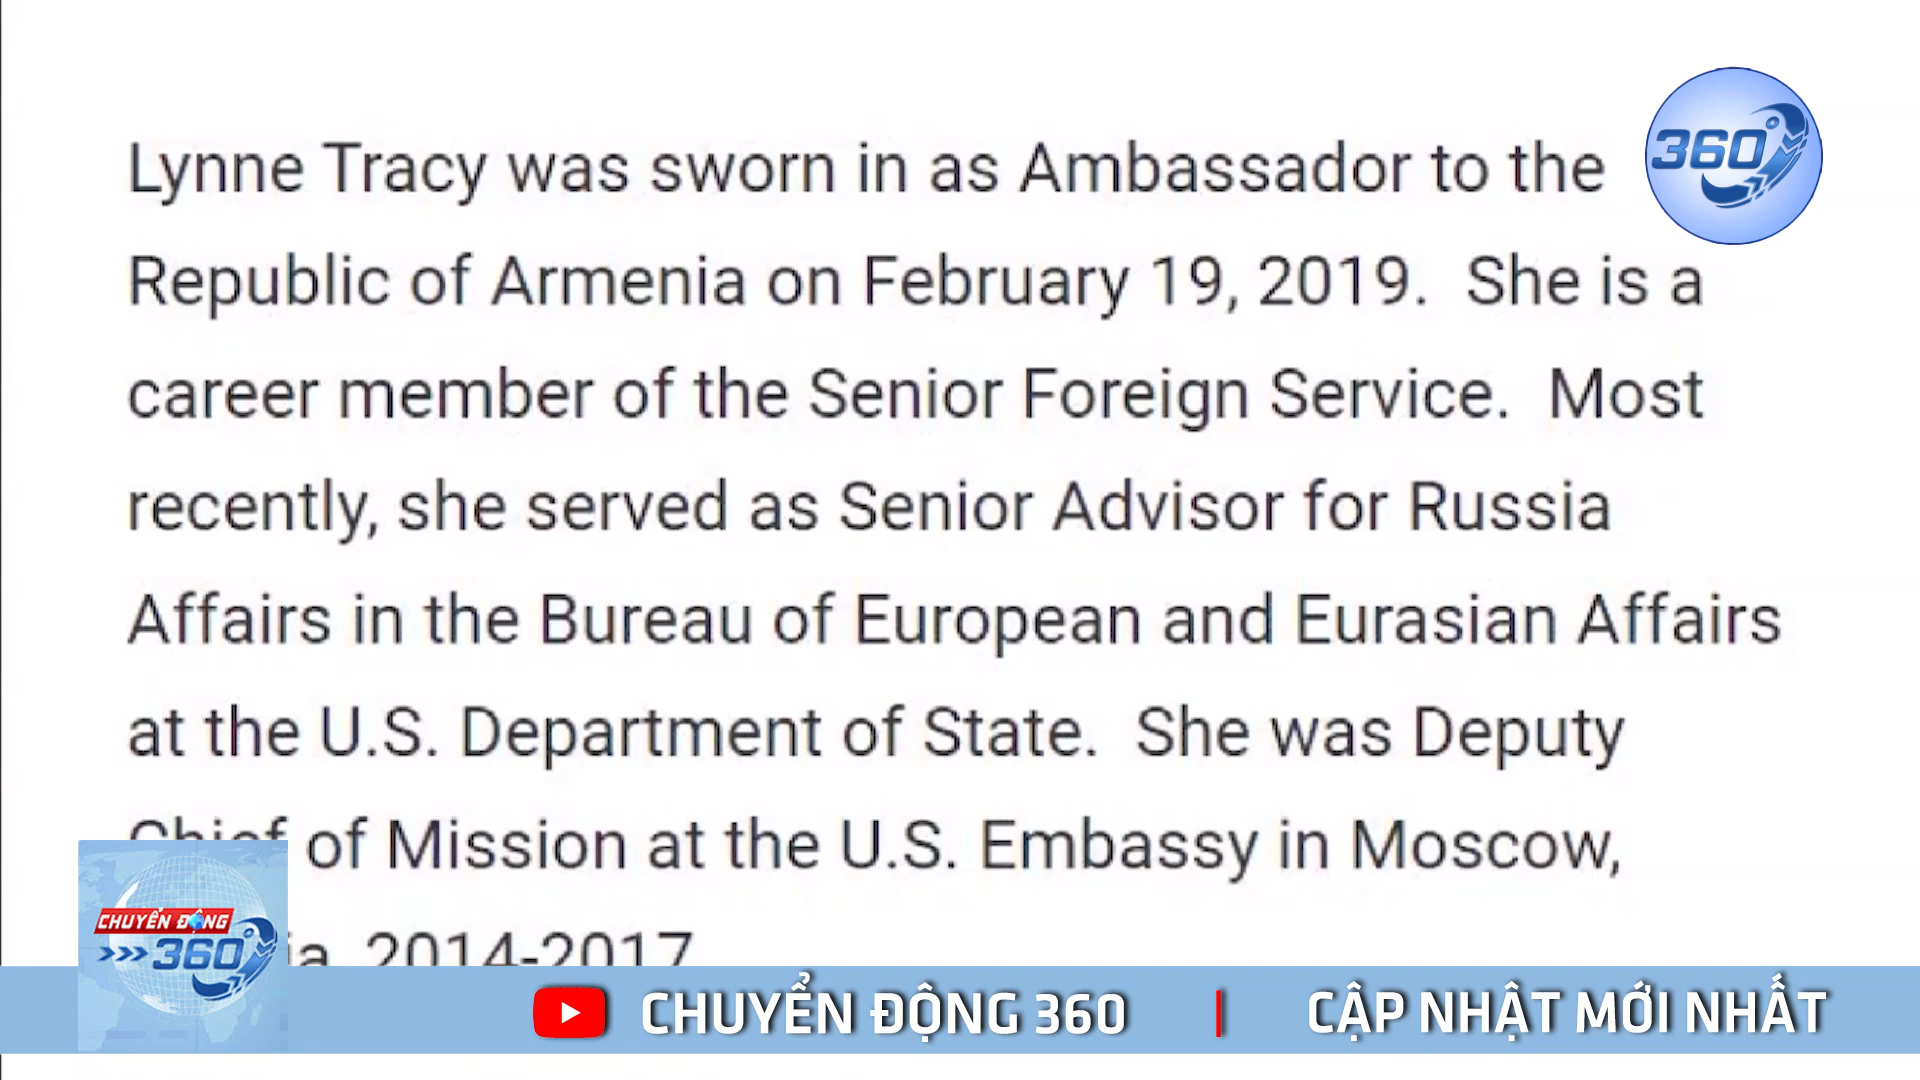 Lynne Tracy was sworn in as Ambassador to the
360°
Republic of Armenia on February 19, 2019.  She is a
career member of the Senior Foreign Service.  Most
recently, she served as Senior Advisor for Russia
Affairs in the Bureau of European and Eurasian Affairs
at the U.S. Department of State.  She was Deputy
Chief of Mission at the U.S. Embassy in Moscow,
2014-2017
CHUYỂN ĐỘNG
360°
CHUYỂN ĐỘNG 360 | CẬP NHẬT MỚI NHẤT